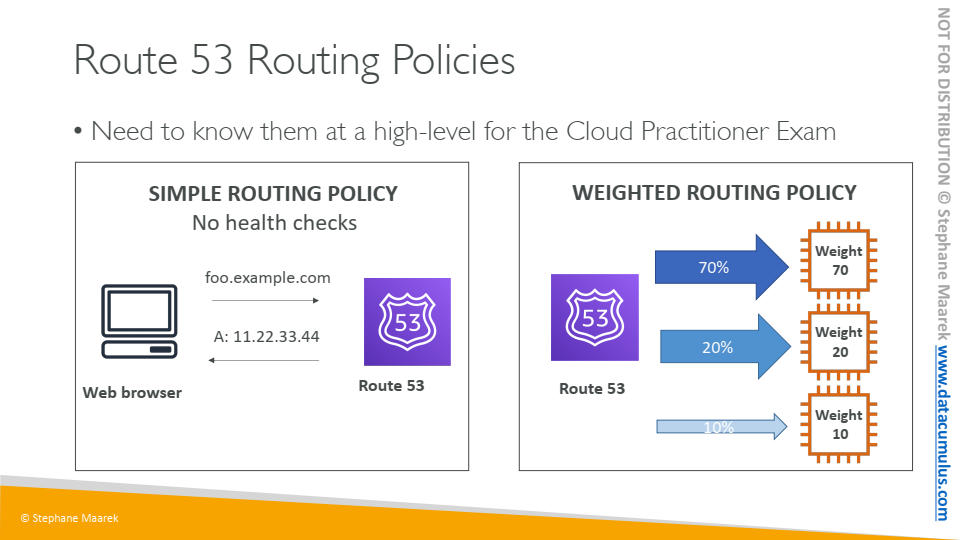 Route 53 Routing Policies
• Need to know them at a high-level for the Cloud Practitioner Exam
SIMPLE ROUTING POLICY
No health checks
foo.example.com
53
A: 11.22.33.44
Web browser
Route 53
WEIGHTED ROUTING POLICY
53
Route 53
70%
Weight
70
20%
Weight
20
10%
Weight
10
© Stephane Maarek
NOT FOR DISTRIBUTION © Stephane Maarek www.datacumulus.com